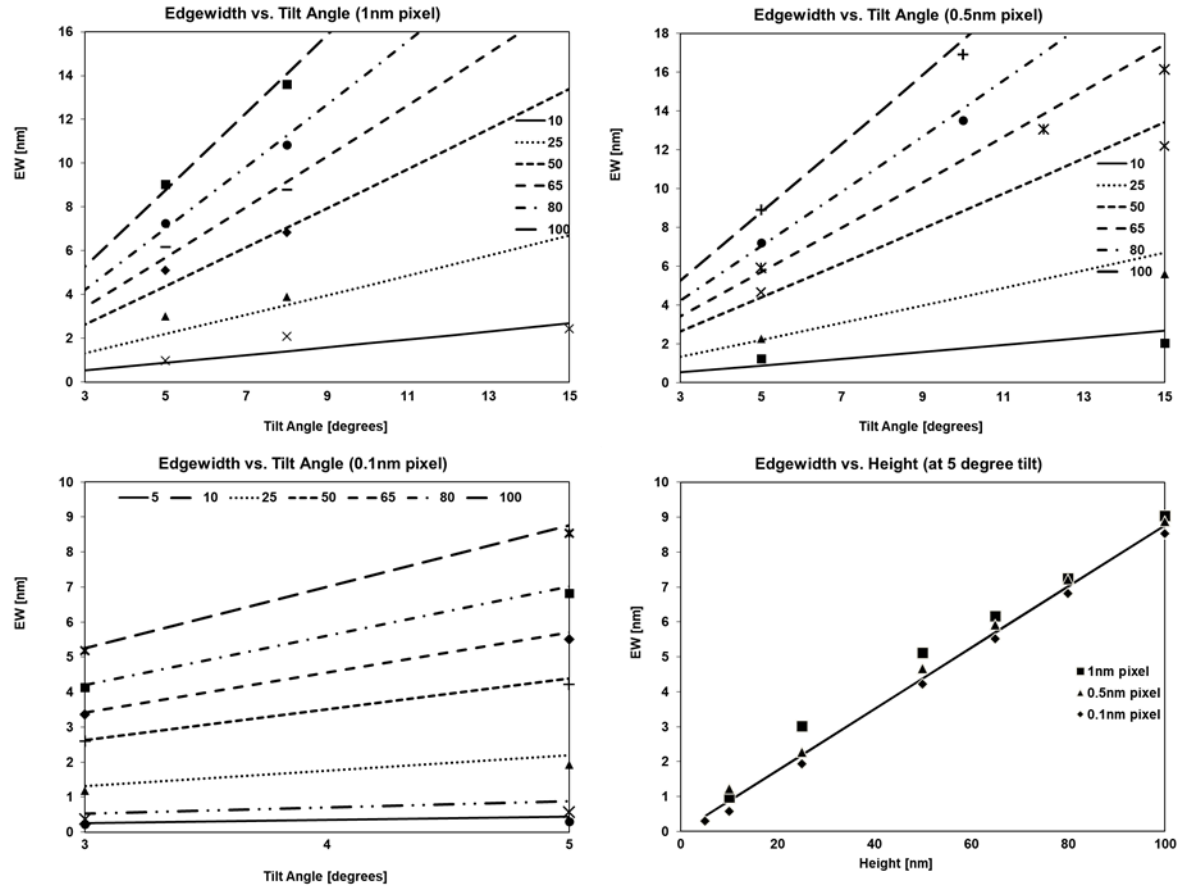 Edgewidth vs. Tilt Angle (1nm pixel)
16
14
12
10
8
6
4
2
0
EW [nm]
3 5 7 9 11 13 15
Tilt Angle [degrees]
10
25
50
65
80
100
Edgewidth vs. Tilt Angle (0.5nm pixel)
18
16
14
12
10
8
6
4
2
0
EW [nm]
3 5 7 9 11 13 15
Tilt Angle [degrees]
10
25
50
65
80
100
Edgewidth vs. Tilt Angle (0.1nm pixel)
5 10 25 50 65 80 100
10
9
8
7
6
5
4
3
2
1
0
EW [nm]
3 4 5
Tilt Angle [degrees]
Edgewidth vs. Height (at 5 degree tilt)
10
9
8
7
6
5
4
3
2
1
0
EW [nm]
0 20 40 60 80 100
Height [nm]
1nm pixel
0.5nm pixel
0.1nm pixel